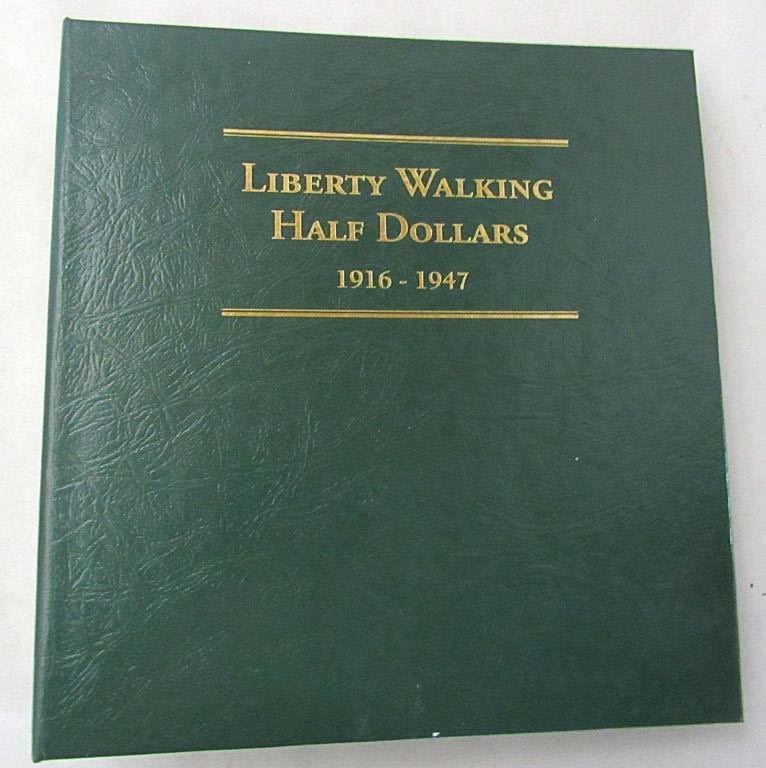 Liberty Walking
Half Dollars
1916 - 1947